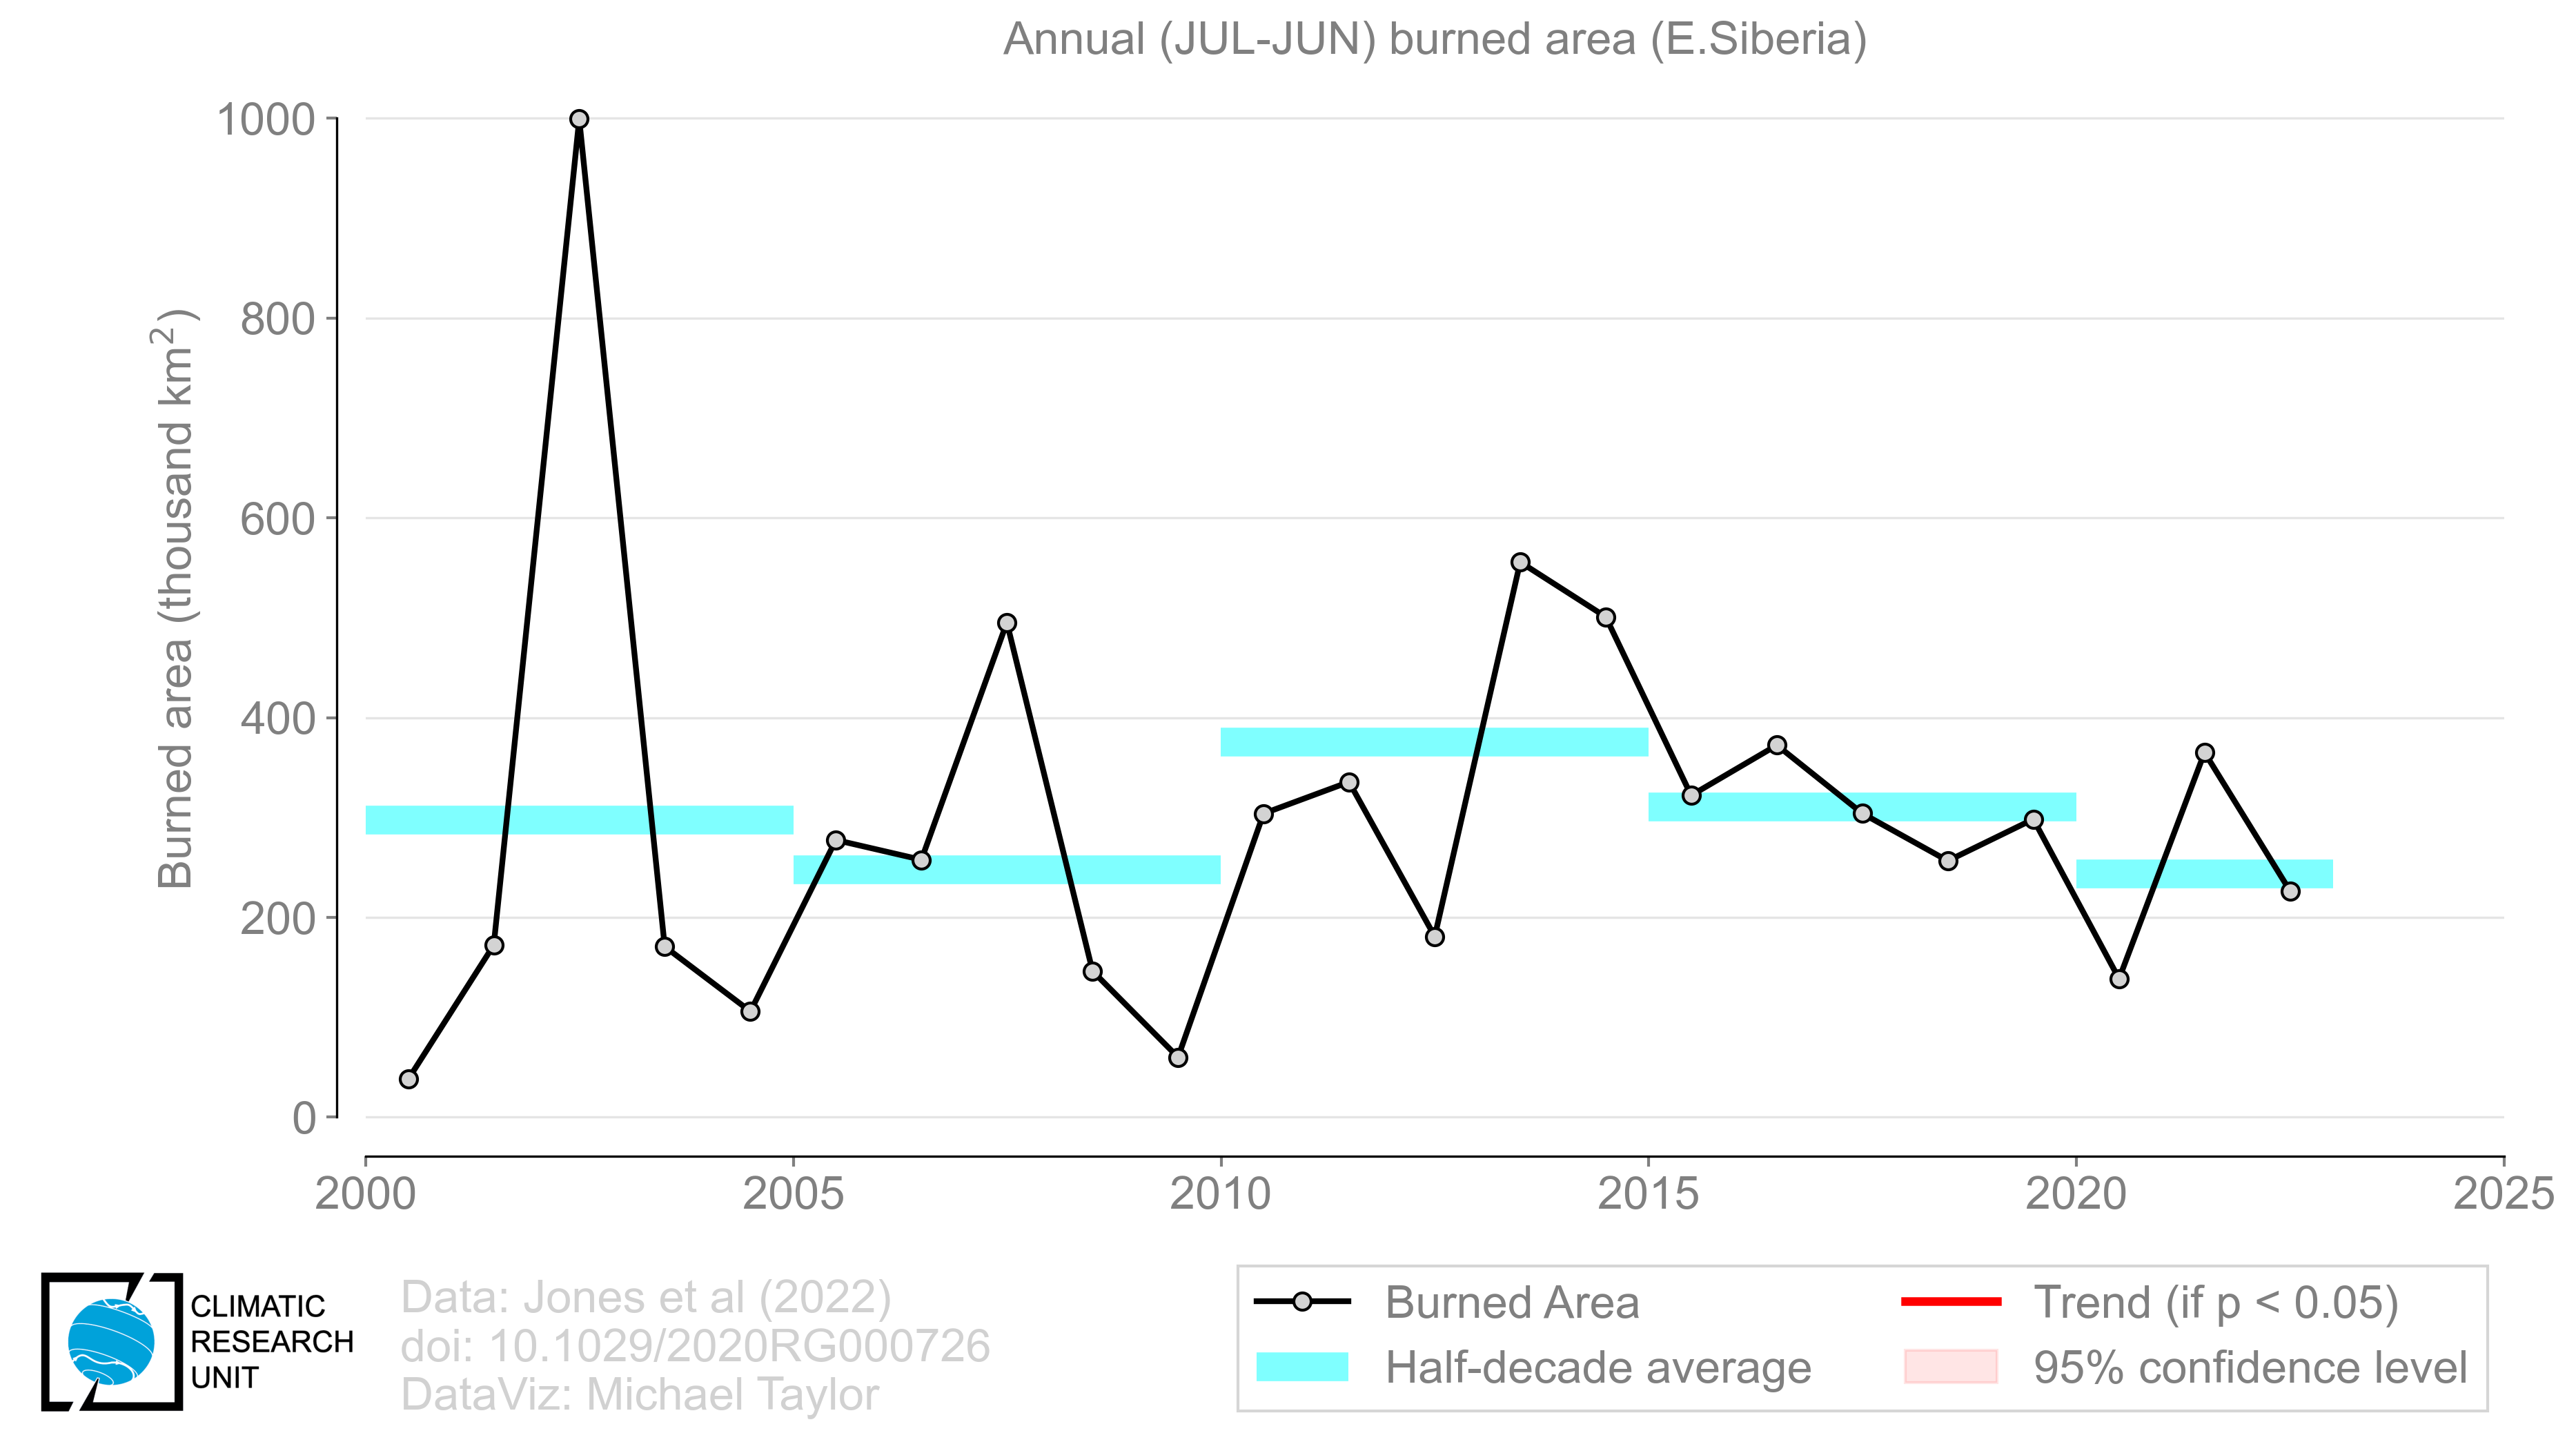 Annual (JUL-JUN) burned area (E.Siberia)
Burned area (thousand km²)
1000
800
600
400
200
0
2000 2005 2010 2015 2020 2025
CLIMATIC
RESEARCH
UNIT
Data: Jones et al (2022)
doi: 10.1029/2020RG000726
DataViz: Michael Taylor
Burned Area
Half-decade average
Trend (if p < 0.05)
95% confidence level